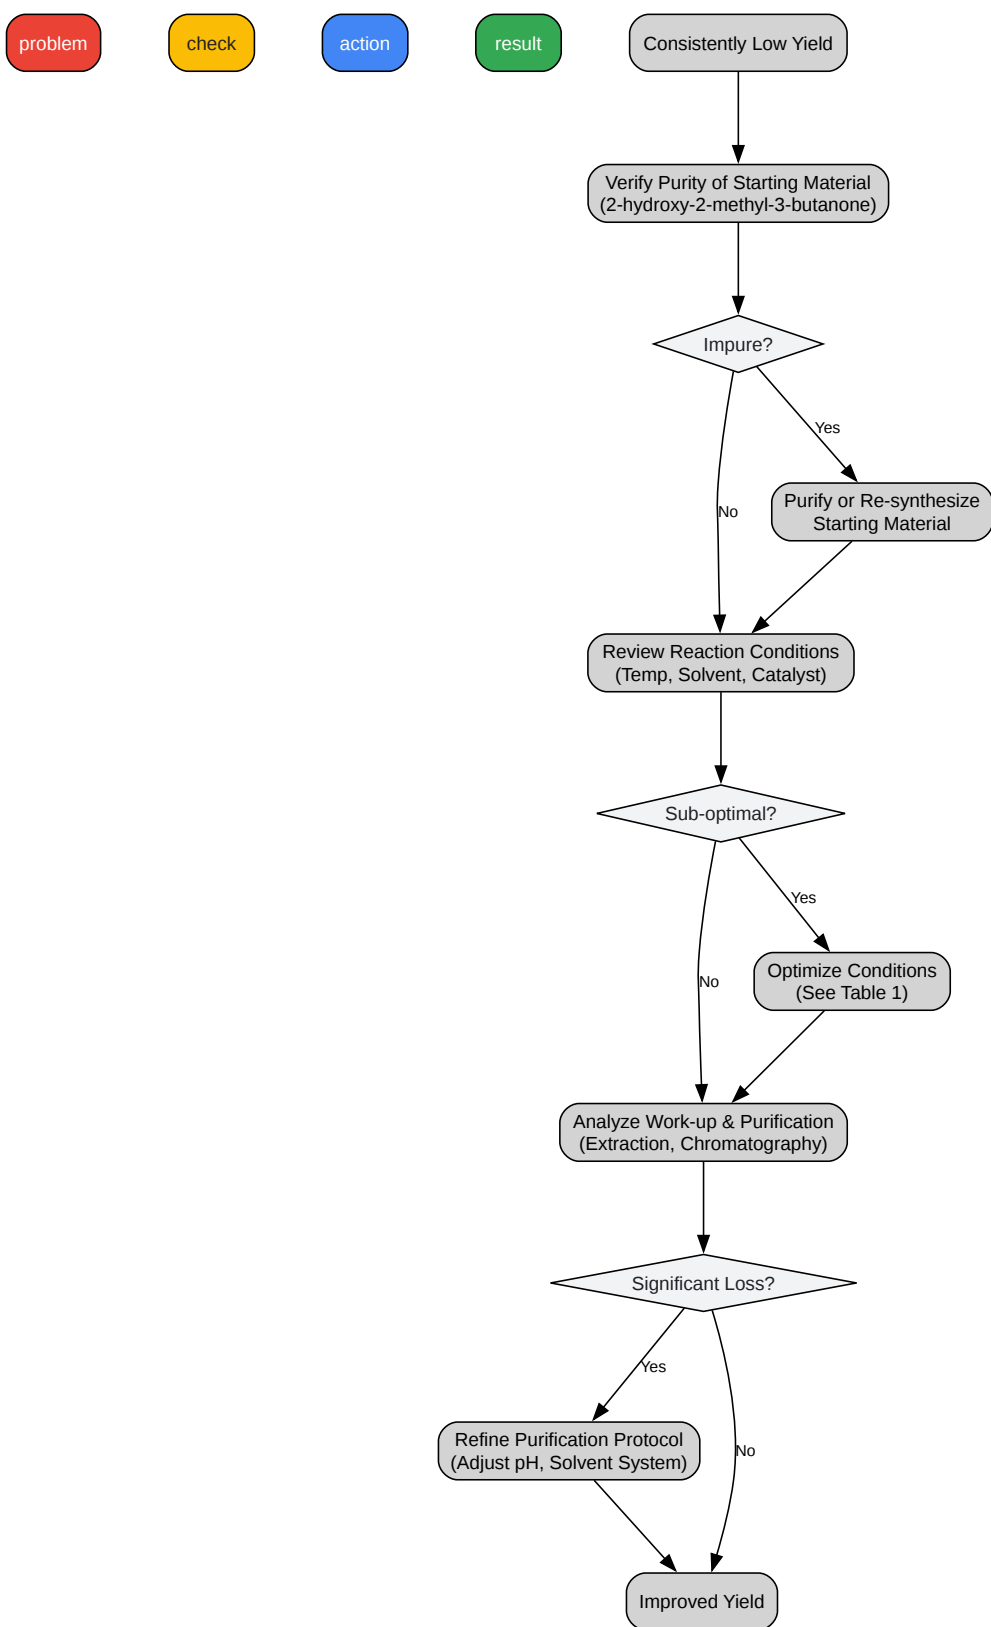 problem
check
action
result
Consistently Low Yield
Verify Purity of Starting Material
(2-hydroxy-2-methyl-3-butanone)
Impure?
Yes
No
Purify or Re-synthesize
Starting Material
Review Reaction Conditions
(Temp, Solvent, Catalyst)
Sub-optimal?
Yes
No
Optimize Conditions
(See Table 1)
Analyze Work-up & Purification
(Extraction, Chromatography)
Significant Loss?
Yes
Refine Purification Protocol
(Adjust pH, Solvent System)
No
Improved Yield